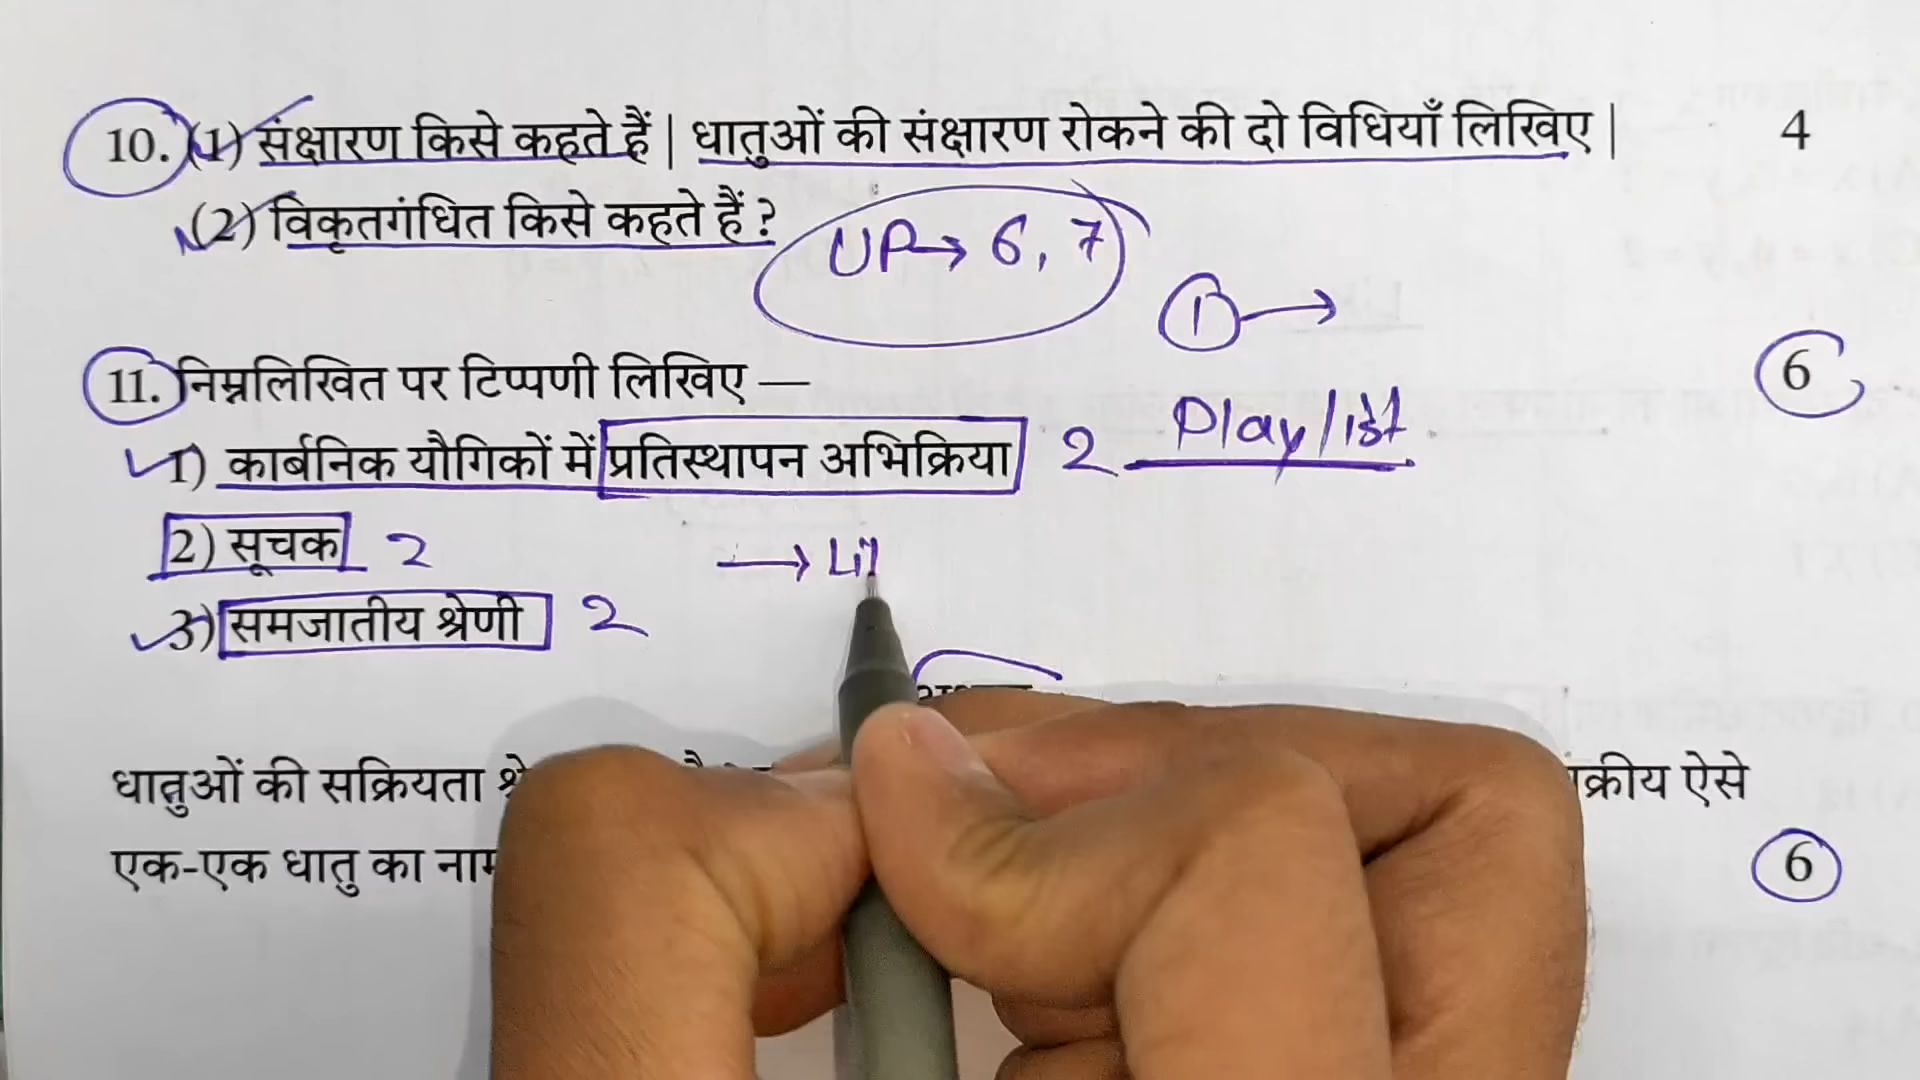 10. (1) संक्षारण किसे कहते हैं | धातुओं की संक्षारण रोकने की दो विधियाँ लिखिए | 4
(2) विकृतगंधित किसे कहते हैं ?
UP → 6, 7
1 →
11. निम्नलिखित पर टिप्पणी लिखिए — 6
1) कार्बनिक यौगिकों में प्रतिस्थापन अभिक्रिया 2 Playlist
2) सूचक 2
3) समजातीय श्रेणी 2
धातुओं की सक्रियता
क्रीय ऐसे
एक-एक धातु का नाम 6